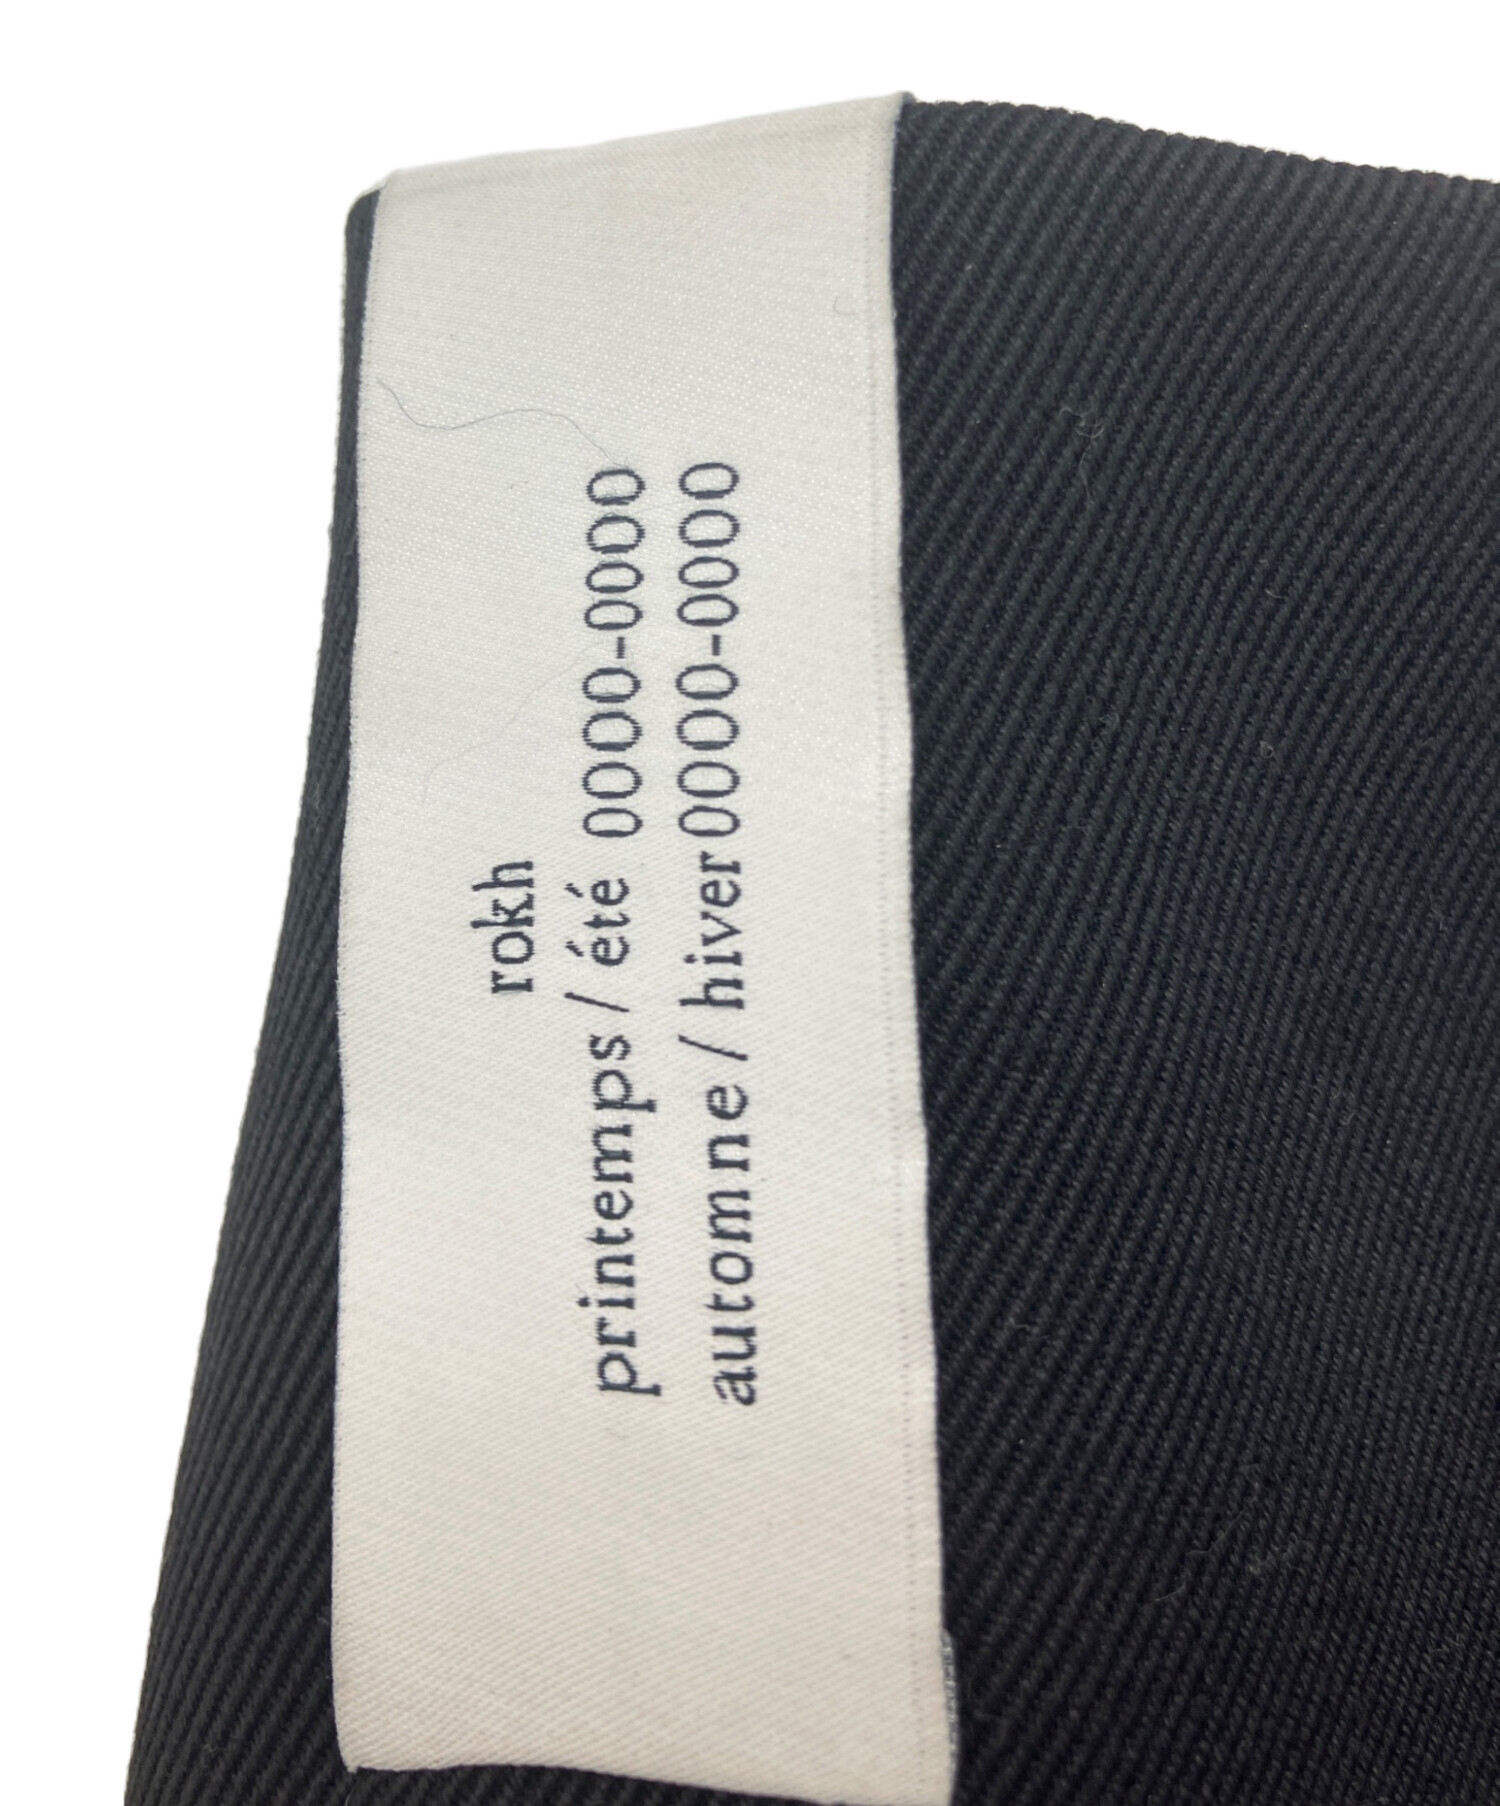 rokh
printemps / été 0000-0000
automne / hiver 0000-0000